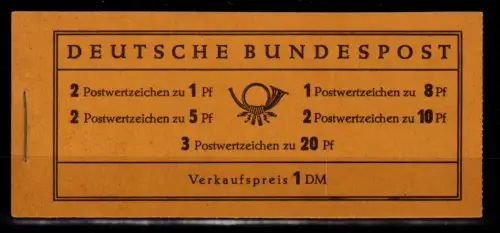 DEUTSCHE BUNDESPOST
2 Postwertzeichen zu 1 Pf
1 Postwertzeichen zu 8 Pf
2 Postwertzeichen zu 5 Pf
2 Postwertzeichen zu 10 Pf
3 Postwertzeichen zu 20 Pf
Verkaufspreis 1 DM